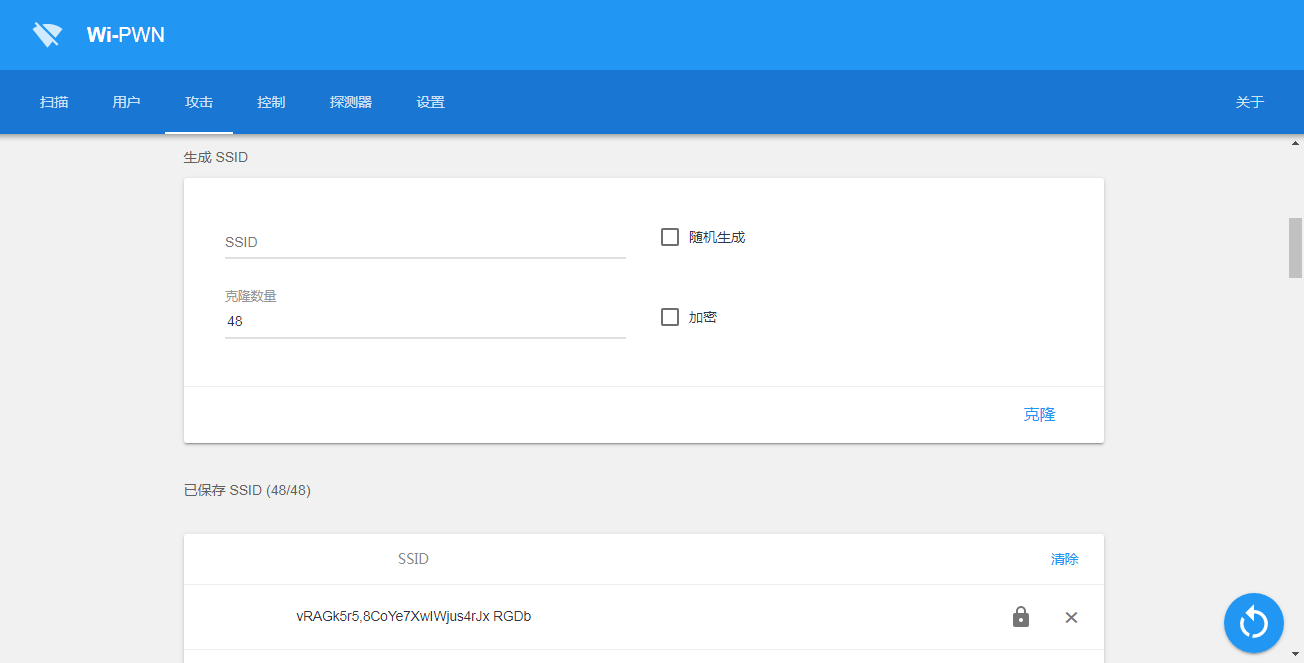 Wi-PWN
扫描 用户 攻击 控制 探测器 设置 关于
生成 SSID
SSID
随机生成
克隆数量
48
加密
克隆
已保存 SSID (48/48)
SSID 清除
vRAGk5r5,8CoYe7XwIWjus4rJx RGDb